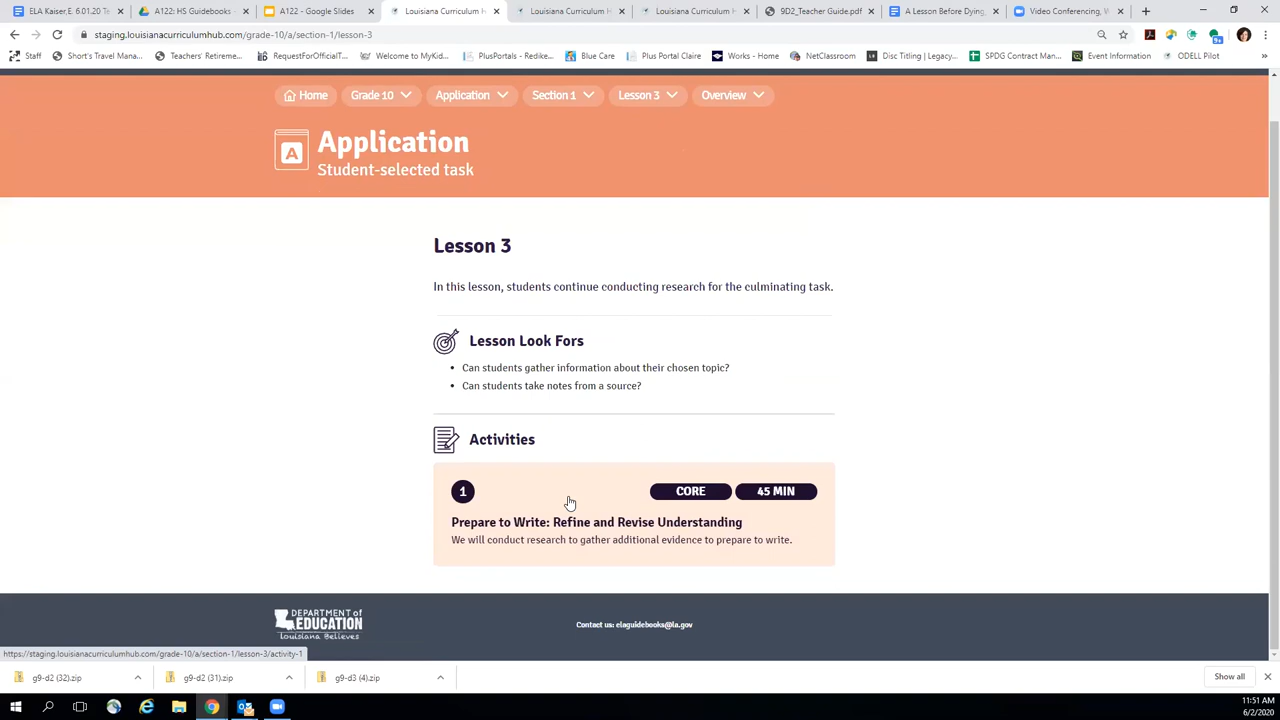 ELA Kaiser, E. 6.01.20 Ti
A122: HS Guidebooks -
A122 - Google Slides
Louisiana Curriculum H
Louisiana Curriculum H
Louisiana Curriculum H
9D2_Teacher Guide.pdf
A Lesson Before Dying,
Video Conferencing, W
staging.louisianacurriculumhub.com/grade-10/a/section-1/lesson-3
Staff
Short's Travel Mana...
Teachers' Retireme...
RequestForOfficialT...
Welcome to MyKid...
PlusPortals - Redike...
Blue Care
Plus Portal Claire
Works - Home
NetClassroom
Disc Titling | Legacy...
SPDG Contract Man...
Event Information
ODELL Pilot
»
Home
Grade 10
Application
Section 1
Lesson 3
Overview
A
Application
Student-selected task
Lesson 3
In this lesson, students continue conducting research for the culminating task.
Lesson Look Fors
• Can students gather information about their chosen topic?
• Can students take notes from a source?
Activities
1
CORE
45 MIN
Prepare to Write: Refine and Revise Understanding
We will conduct research to gather additional evidence to prepare to write.
DEPARTMENT of
EDUCATION
Louisiana Believes
Contact us: elaguidebooks@la.gov
https://staging.louisianacurriculumhub.com/grade-10/a/section-1/lesson-3/activity-1
g9-d2 (32).zip
g9-d2 (31).zip
g9-d3 (4).zip
Show all
11:51 AM
6/2/2020